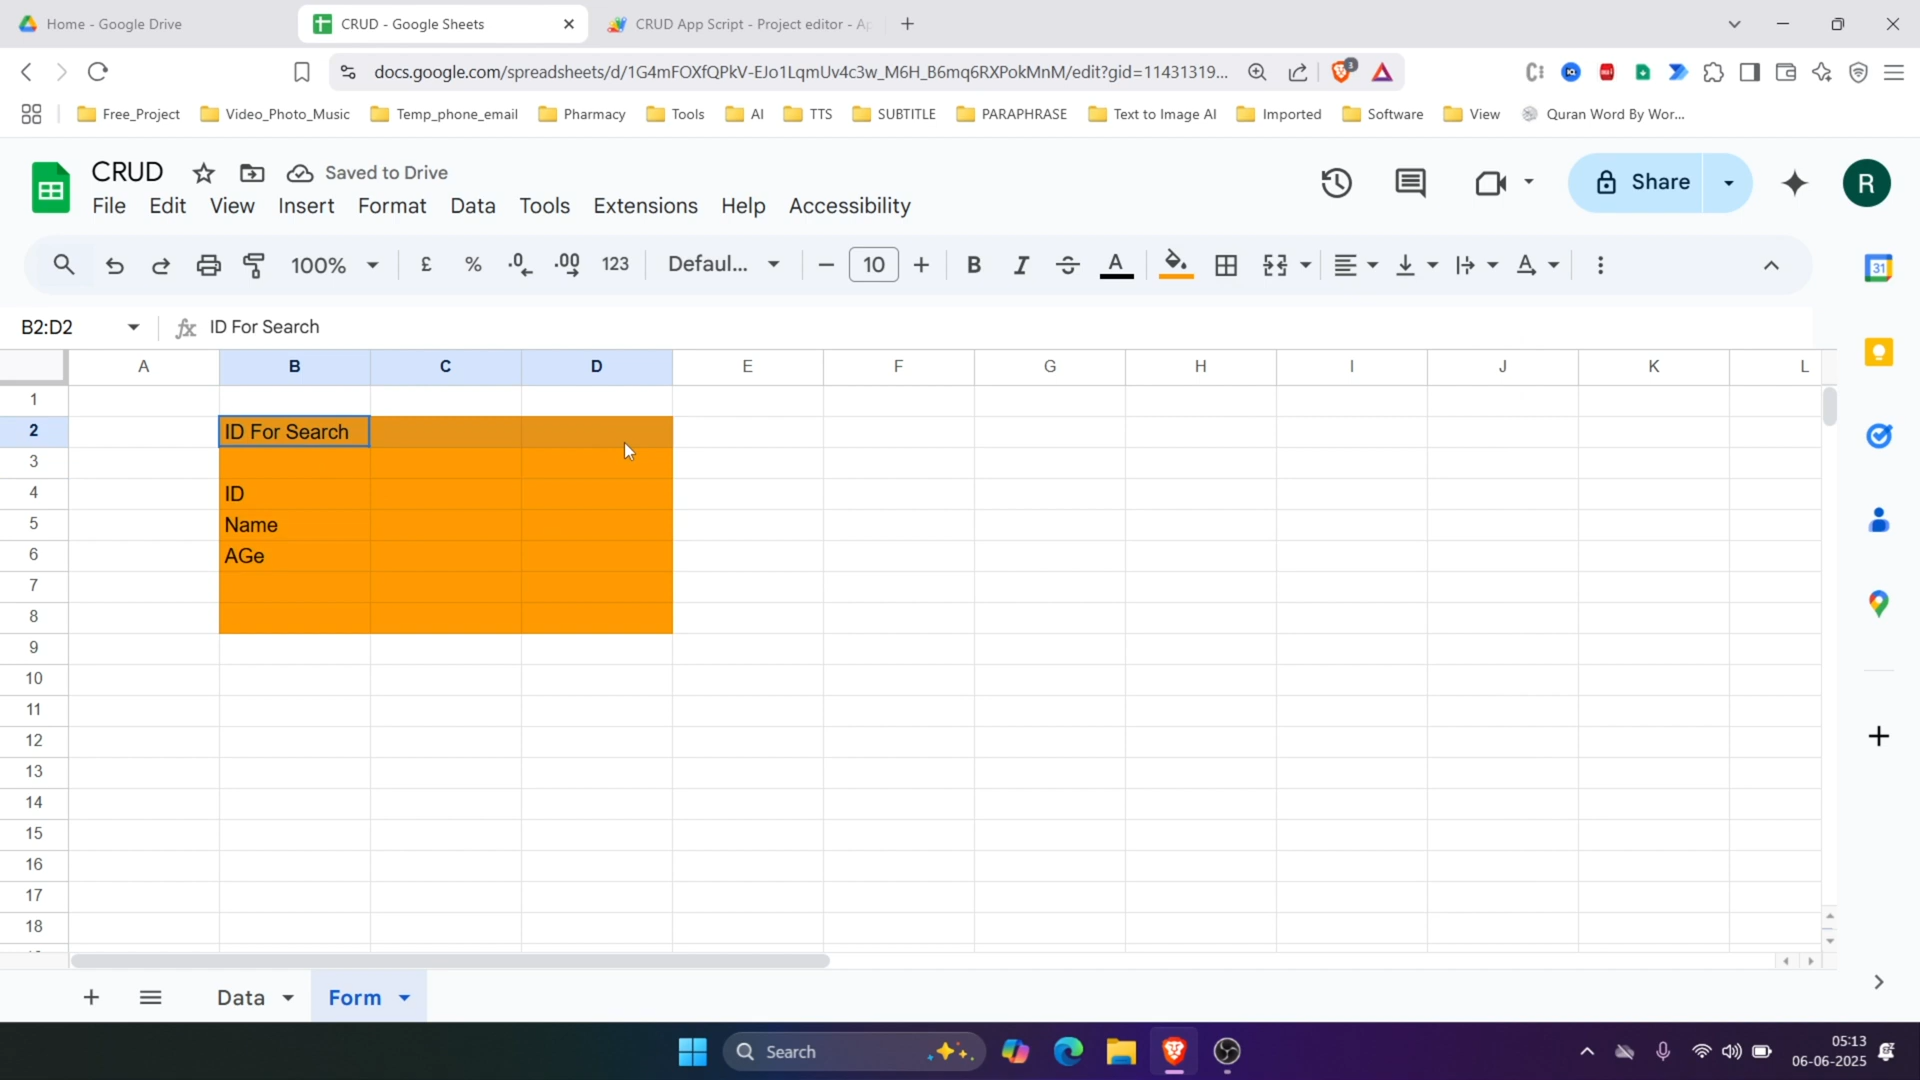 Home - Google Drive
CRUD - Google Sheets
CRUD App Script - Project editor - Ap
docs.google.com/spreadsheets/d/1G4mFOXfQPkV-EJo1LqmUv4c3w_M6H_B6mq6RXPokMnM/edit?gid=11431319...
3
Free_Project
Video_Photo_Music
Temp_phone_email
Pharmacy
Tools
AI
TTS
SUBTITLE
PARAPHRASE
Text to Image AI
Imported
Software
View
Quran Word By Wor...
CRUD
Saved to Drive
File Edit View Insert Format Data Tools Extensions Help Accessibility
Share
R
100%
£
%
.0
.00
123
Defaul...
10
B
I
A
31
B2:D2
fx
ID For Search
A B C D E F G H I J K L
1
2 ID For Search
3
4 ID
5 Name
6 AGe
7
8
9
10
11
12
13
14
15
16
17
18
Data
Form
Search
05:13
06-06-2025